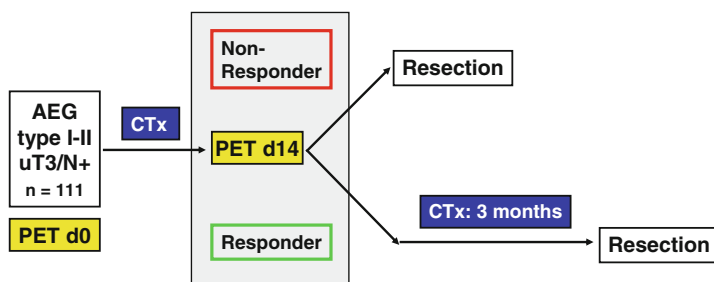 AEG
type I-II
uT3/N+
n = 111
PET d0
CTx
Non-
Responder
PET d14
Responder
Resection
CTx: 3 months
Resection